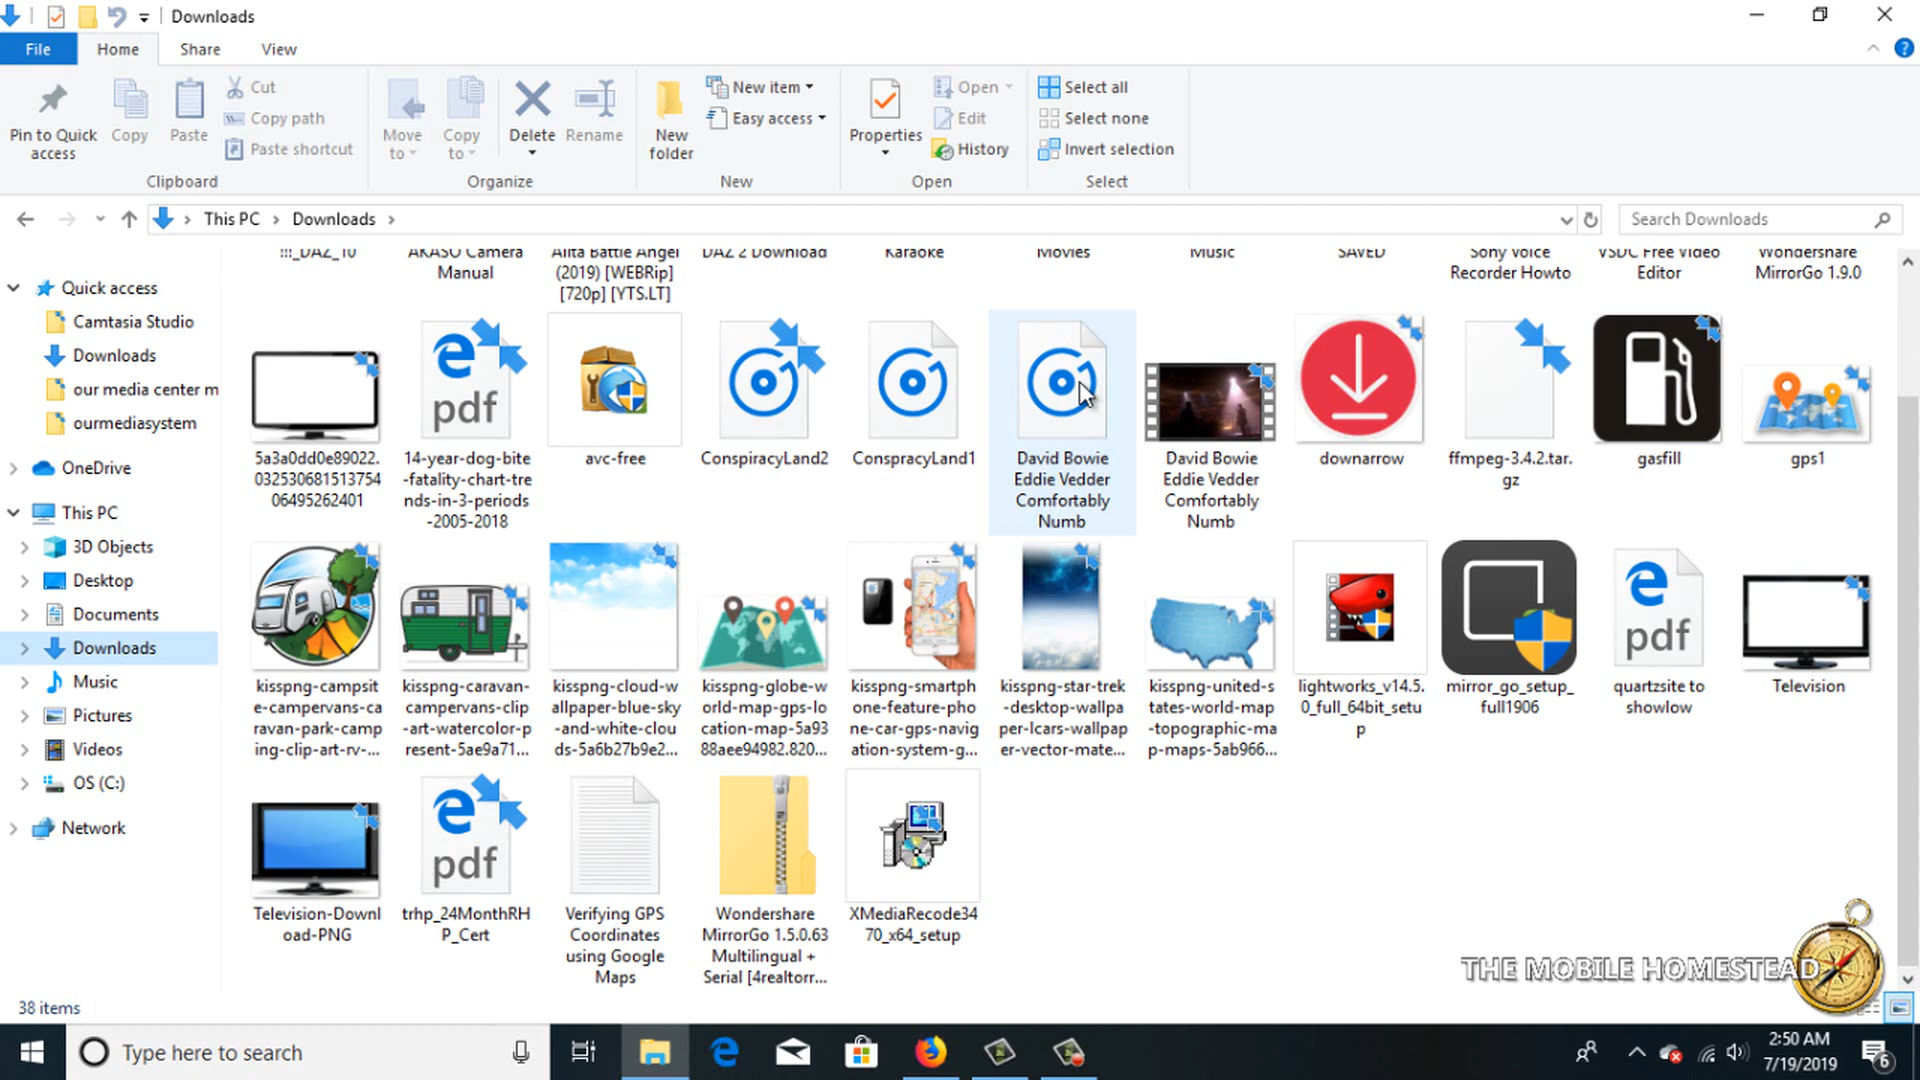 Downloads
File
Home
Share
View
Pin to Quick
access
Copy
Paste
Cut
Copy path
Paste shortcut
Clipboard
Move
to
Copy
to
Delete
Rename
Organize
New
folder
New item
Easy access
New
Properties
Open
Edit
History
Open
Select all
Select none
Invert selection
Select
This PC
Downloads
Search Downloads
Quick access
Camtasia Studio
Downloads
our media center m
ourmediasystem
OneDrive
This PC
3D Objects
Desktop
Documents
Downloads
Music
Pictures
Videos
OS (C:)
Network
!!!_DAZ_10
AKASO Camera
Manual
Alita Battle Angel
(2019) [WEBRip]
[720p] [YTS.LT]
DAZ 2 Download
Karaoke
Movies
Music
SAVED
Sony Voice
Recorder Howto
VSDC Free Video
Editor
Wondershare
MirrorGo 1.9.0
5a3a0dd0e89022.
032530681513754
06495262401
pdf
14-year-dog-bite
-fatality-chart-tre
nds-in-3-periods
-2005-2018
avc-free
ConspiracyLand2
ConspracyLand1
David Bowie
Eddie Vedder
Comfortably
Numb
David Bowie
Eddie Vedder
Comfortably
Numb
downarrow
ffmpeg-3.4.2.tar.
gz
gasfill
gps1
kisspng-campsit
e-campervans-ca
ravan-park-camp
ing-clip-art-rv-...
kisspng-caravan-
campervans-clip
-art-watercolor-p
resent-5ae9a71...
kisspng-cloud-w
allpaper-blue-sky
-and-white-clou
ds-5a6b27b9e2...
kisspng-globe-w
orld-map-gps-lo
cation-map-5a93
88aee94982.820...
kisspng-smartph
one-feature-pho
ne-car-gps-navig
ation-system-g...
kisspng-star-trek
-desktop-wallpa
per-lcars-wallpap
er-vector-mate...
kisspng-united-s
tates-world-map
-topographic-ma
p-maps-5ab966...
lightworks_v14.5.
0_full_64bit_setu
p
mirror_go_setup_
full1906
pdf
quartzsite to
showlow
Television
Television-Downl
oad-PNG
pdf
trhp_24MonthRH
P_Cert
Verifying GPS
Coordinates
using Google
Maps
Wondershare
MirrorGo 1.5.0.63
Multilingual +
Serial [4realtorr...
XMediaRecode34
70_x64_setup
THE MOBILE HOMESTEAD
38 items
Type here to search
2:50 AM
7/19/2019
6